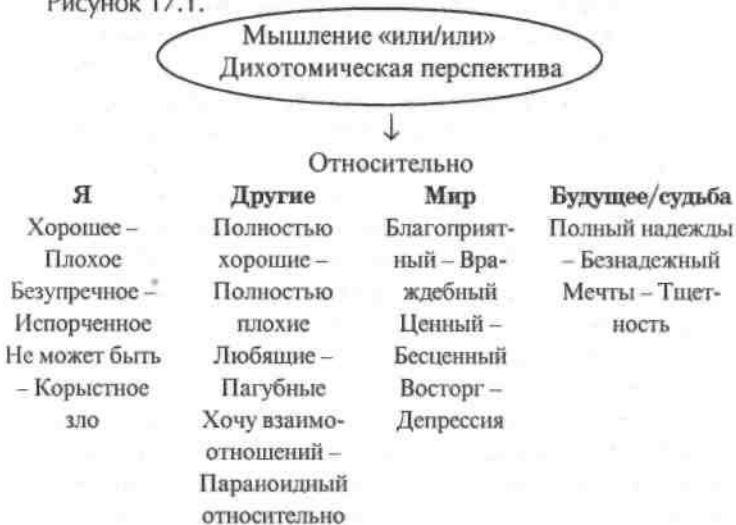 Рисунок 17.1.
Мышление «или/или»
Дихотомическая перспектива
↓
Относительно
Я
Хорошее –
Плохое
Безупречное –
Испорченное
Не может быть
– Корыстное
зло
Другие
Полностью
хорошие –
Полностью
плохие
Любящие –
Пагубные
Хочу взаимо-
отношений –
Параноидный
относительно
Мир
Благоприят-
ный – Вра-
ждебный
Ценный –
Бесценный
Восторг –
Депрессия
Будущее/судьба
Полный надежды
– Безнадежный
Мечты – Тщет-
ность